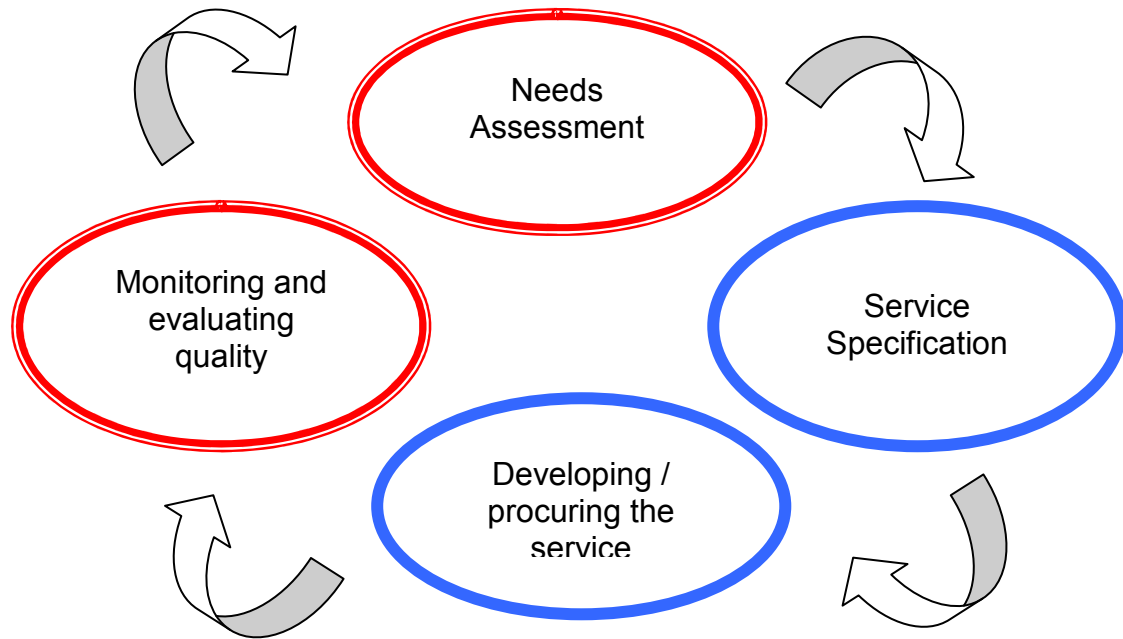 Needs
Assessment
Monitoring and
evaluating
quality
Service
Specification
Developing /
procuring the
service